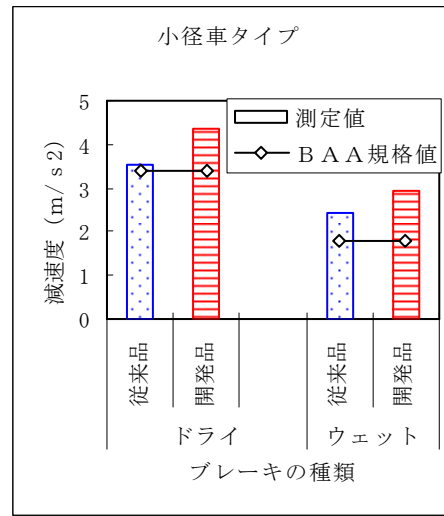 小径車タイプ
測定値
ＢＡＡ規格値
減速度（m/s2）
5
4
3
2
1
0
従来品
開発品
従来品
開発品
ドライ
ウェット
ブレーキの種類